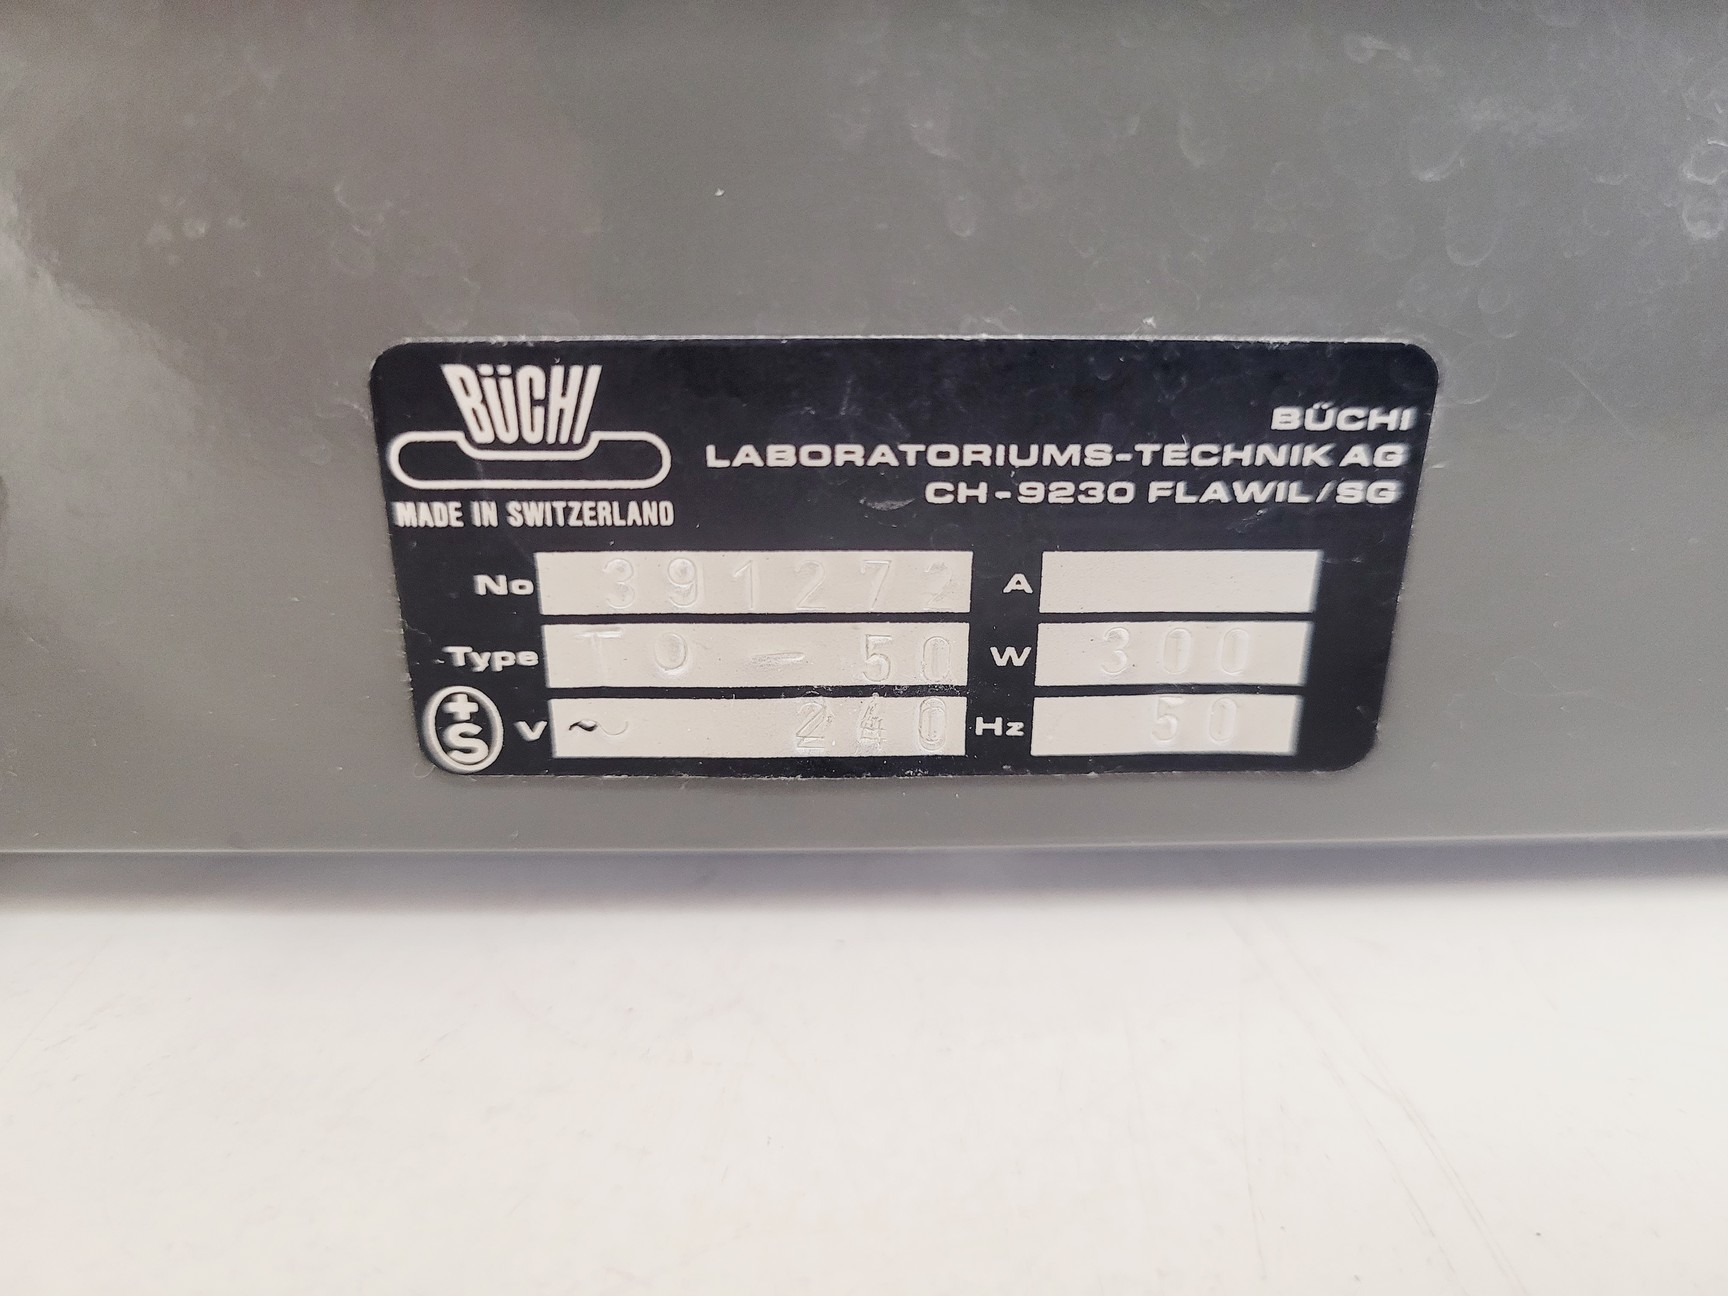 BÜCHI
MADE IN SWITZERLAND
BÜCHI
LABORATORIUMS-TECHNIK AG
CH-9230 FLAWIL/SG
No 391272 A
Type TO - 50 W 300
+S V ~ 240 Hz 50